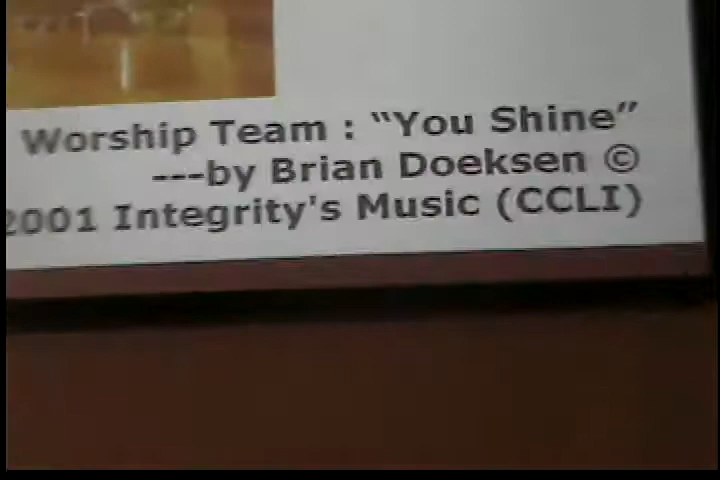 Worship Team : “You Shine”
---by Brian Doeksen ©
2001 Integrity's Music (CCLI)